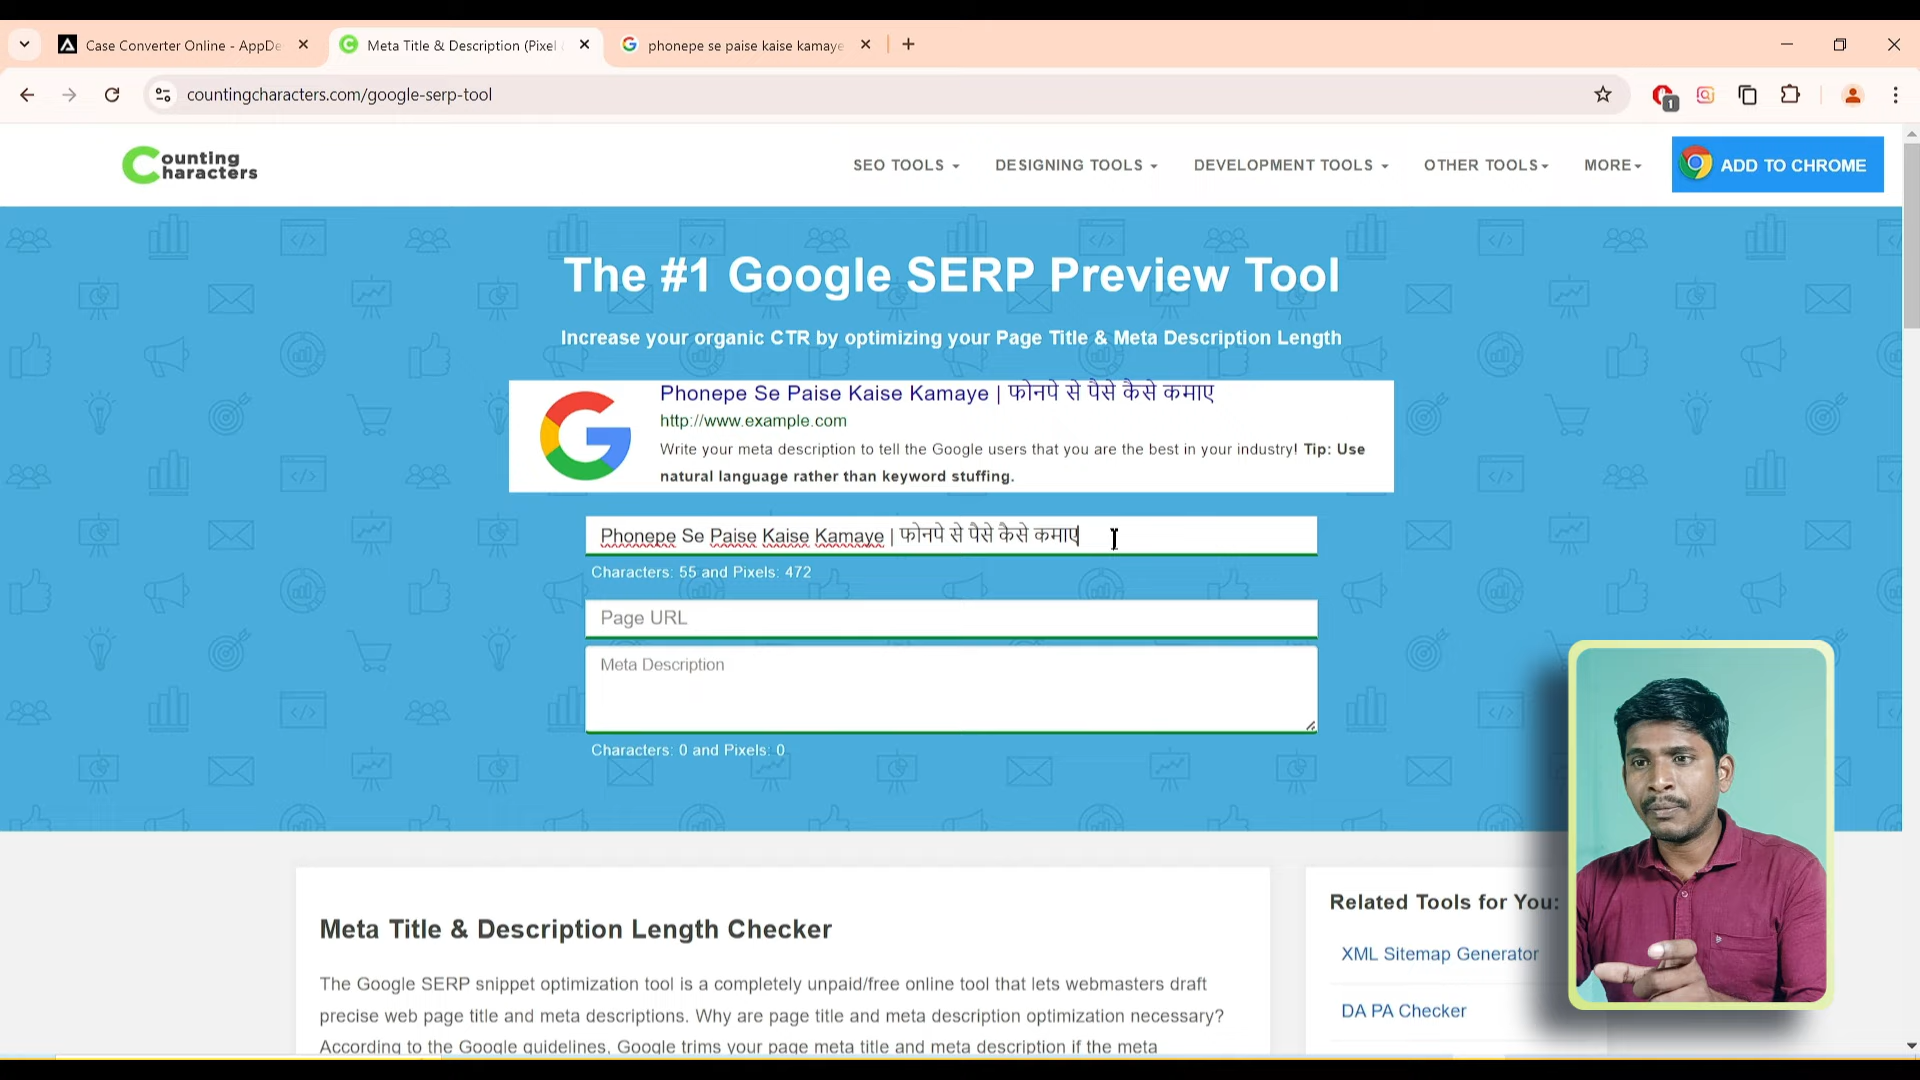 Case Converter Online - AppDe
Meta Title & Description (Pixel
phonepe se paise kaise kamaye
countingcharacters.com/google-serp-tool
1
Counting
Characters
SEO TOOLS
DESIGNING TOOLS
DEVELOPMENT TOOLS
OTHER TOOLS
MORE
ADD TO CHROME
The #1 Google SERP Preview Tool
Increase your organic CTR by optimizing your Page Title & Meta Description Length
Phonepe Se Paise Kaise Kamaye | फोनपे से पैसे कैसे कमाए
http://www.example.com
Write your meta description to tell the Google users that you are the best in your industry! Tip: Use
natural language rather than keyword stuffing.
Phonepe Se Paise Kaise Kamaye | फोनपे से पैसे कैसे कमाए
Characters: 55 and Pixels: 472
Page URL
Meta Description
Characters: 0 and Pixels: 0
Meta Title & Description Length Checker
The Google SERP snippet optimization tool is a completely unpaid/free online tool that lets webmasters draft
precise web page title and meta descriptions. Why are page title and meta description optimization necessary?
According to the Google guidelines, Google trims your page meta title and meta description if the meta
Related Tools for You:
XML Sitemap Generator
DA PA Checker